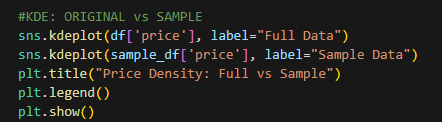 #KDE: ORIGINAL vs SAMPLE
sns.kdeplot(df['price'], label="Full Data")
sns.kdeplot(sample_df['price'], label="Sample Data")
plt.title("Price Density: Full vs Sample")
plt.legend()
plt.show()